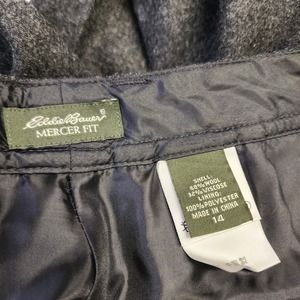 Eddie Bauer
MERCER FIT
SHELL:
68% WOOL
32% VISCOSE
LINING:
100% POLYESTER
MADE IN CHINA
14